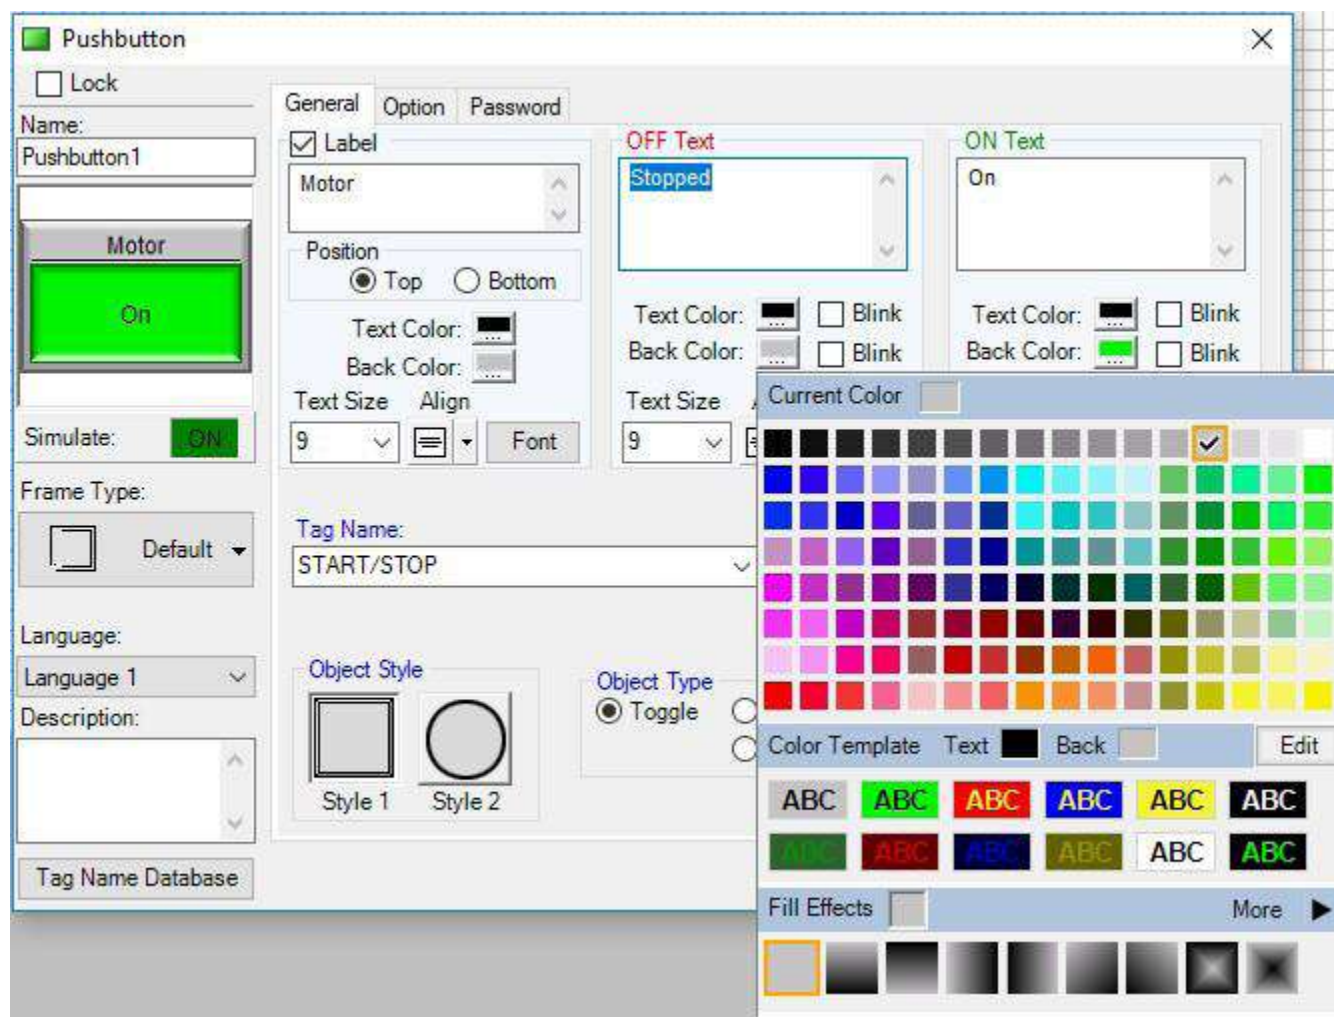 Pushbutton
Lock
Name:
Pushbutton1
Motor
On
Simulate: ON
Frame Type:
Default
Language:
Language 1
Description:
Tag Name Database
General Option Password
Label
Motor
Position
Top Bottom
Text Color: ...
Back Color: ...
Text Size Align
9 Font
OFF Text
Stopped
Text Color: ... Blink
Back Color: ... Blink
Text Size
9
ON Text
On
Text Color: ... Blink
Back Color: ... Blink
Tag Name:
START/STOP
Object Style
Style 1 Style 2
Object Type
Toggle
Current Color
Color Template Text Back Edit
ABC ABC ABC ABC ABC ABC
ABC ABC ABC ABC ABC ABC
Fill Effects More